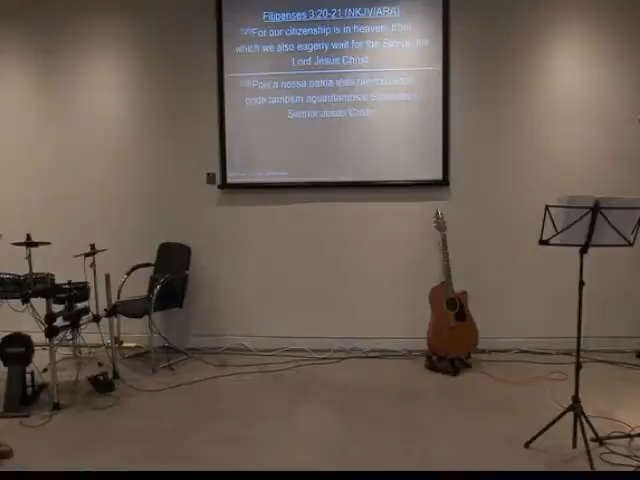 Filipenses 3:20-21 (NKJV/ARA)
For our citizenship is in heaven, from
which we also eagerly wait for the Savior, the
Lord Jesus Christ
Pois a nossa pátria está nos céus, de
onde também aguardamos o
Senhor Jesus Cristo